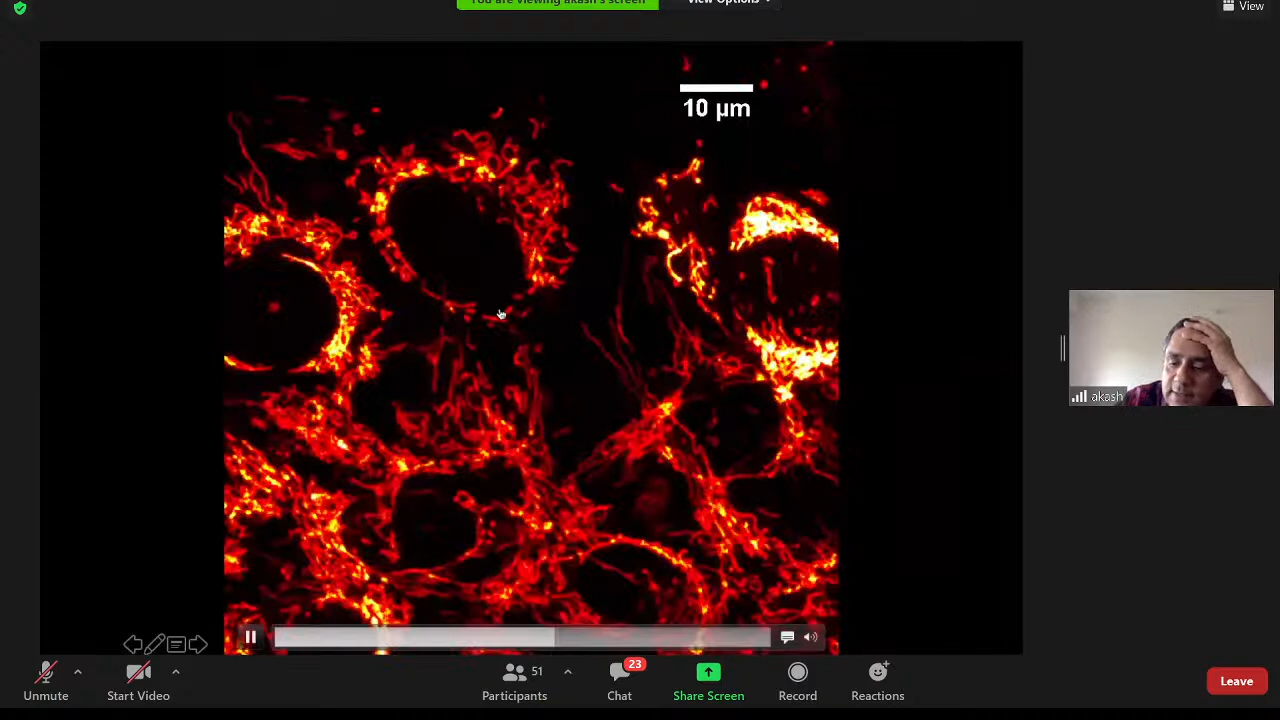 You are viewing akash's screen
View Options
View
10 µm
akash
51
23
Unmute
Start Video
Participants
Chat
Share Screen
Record
Reactions
Leave